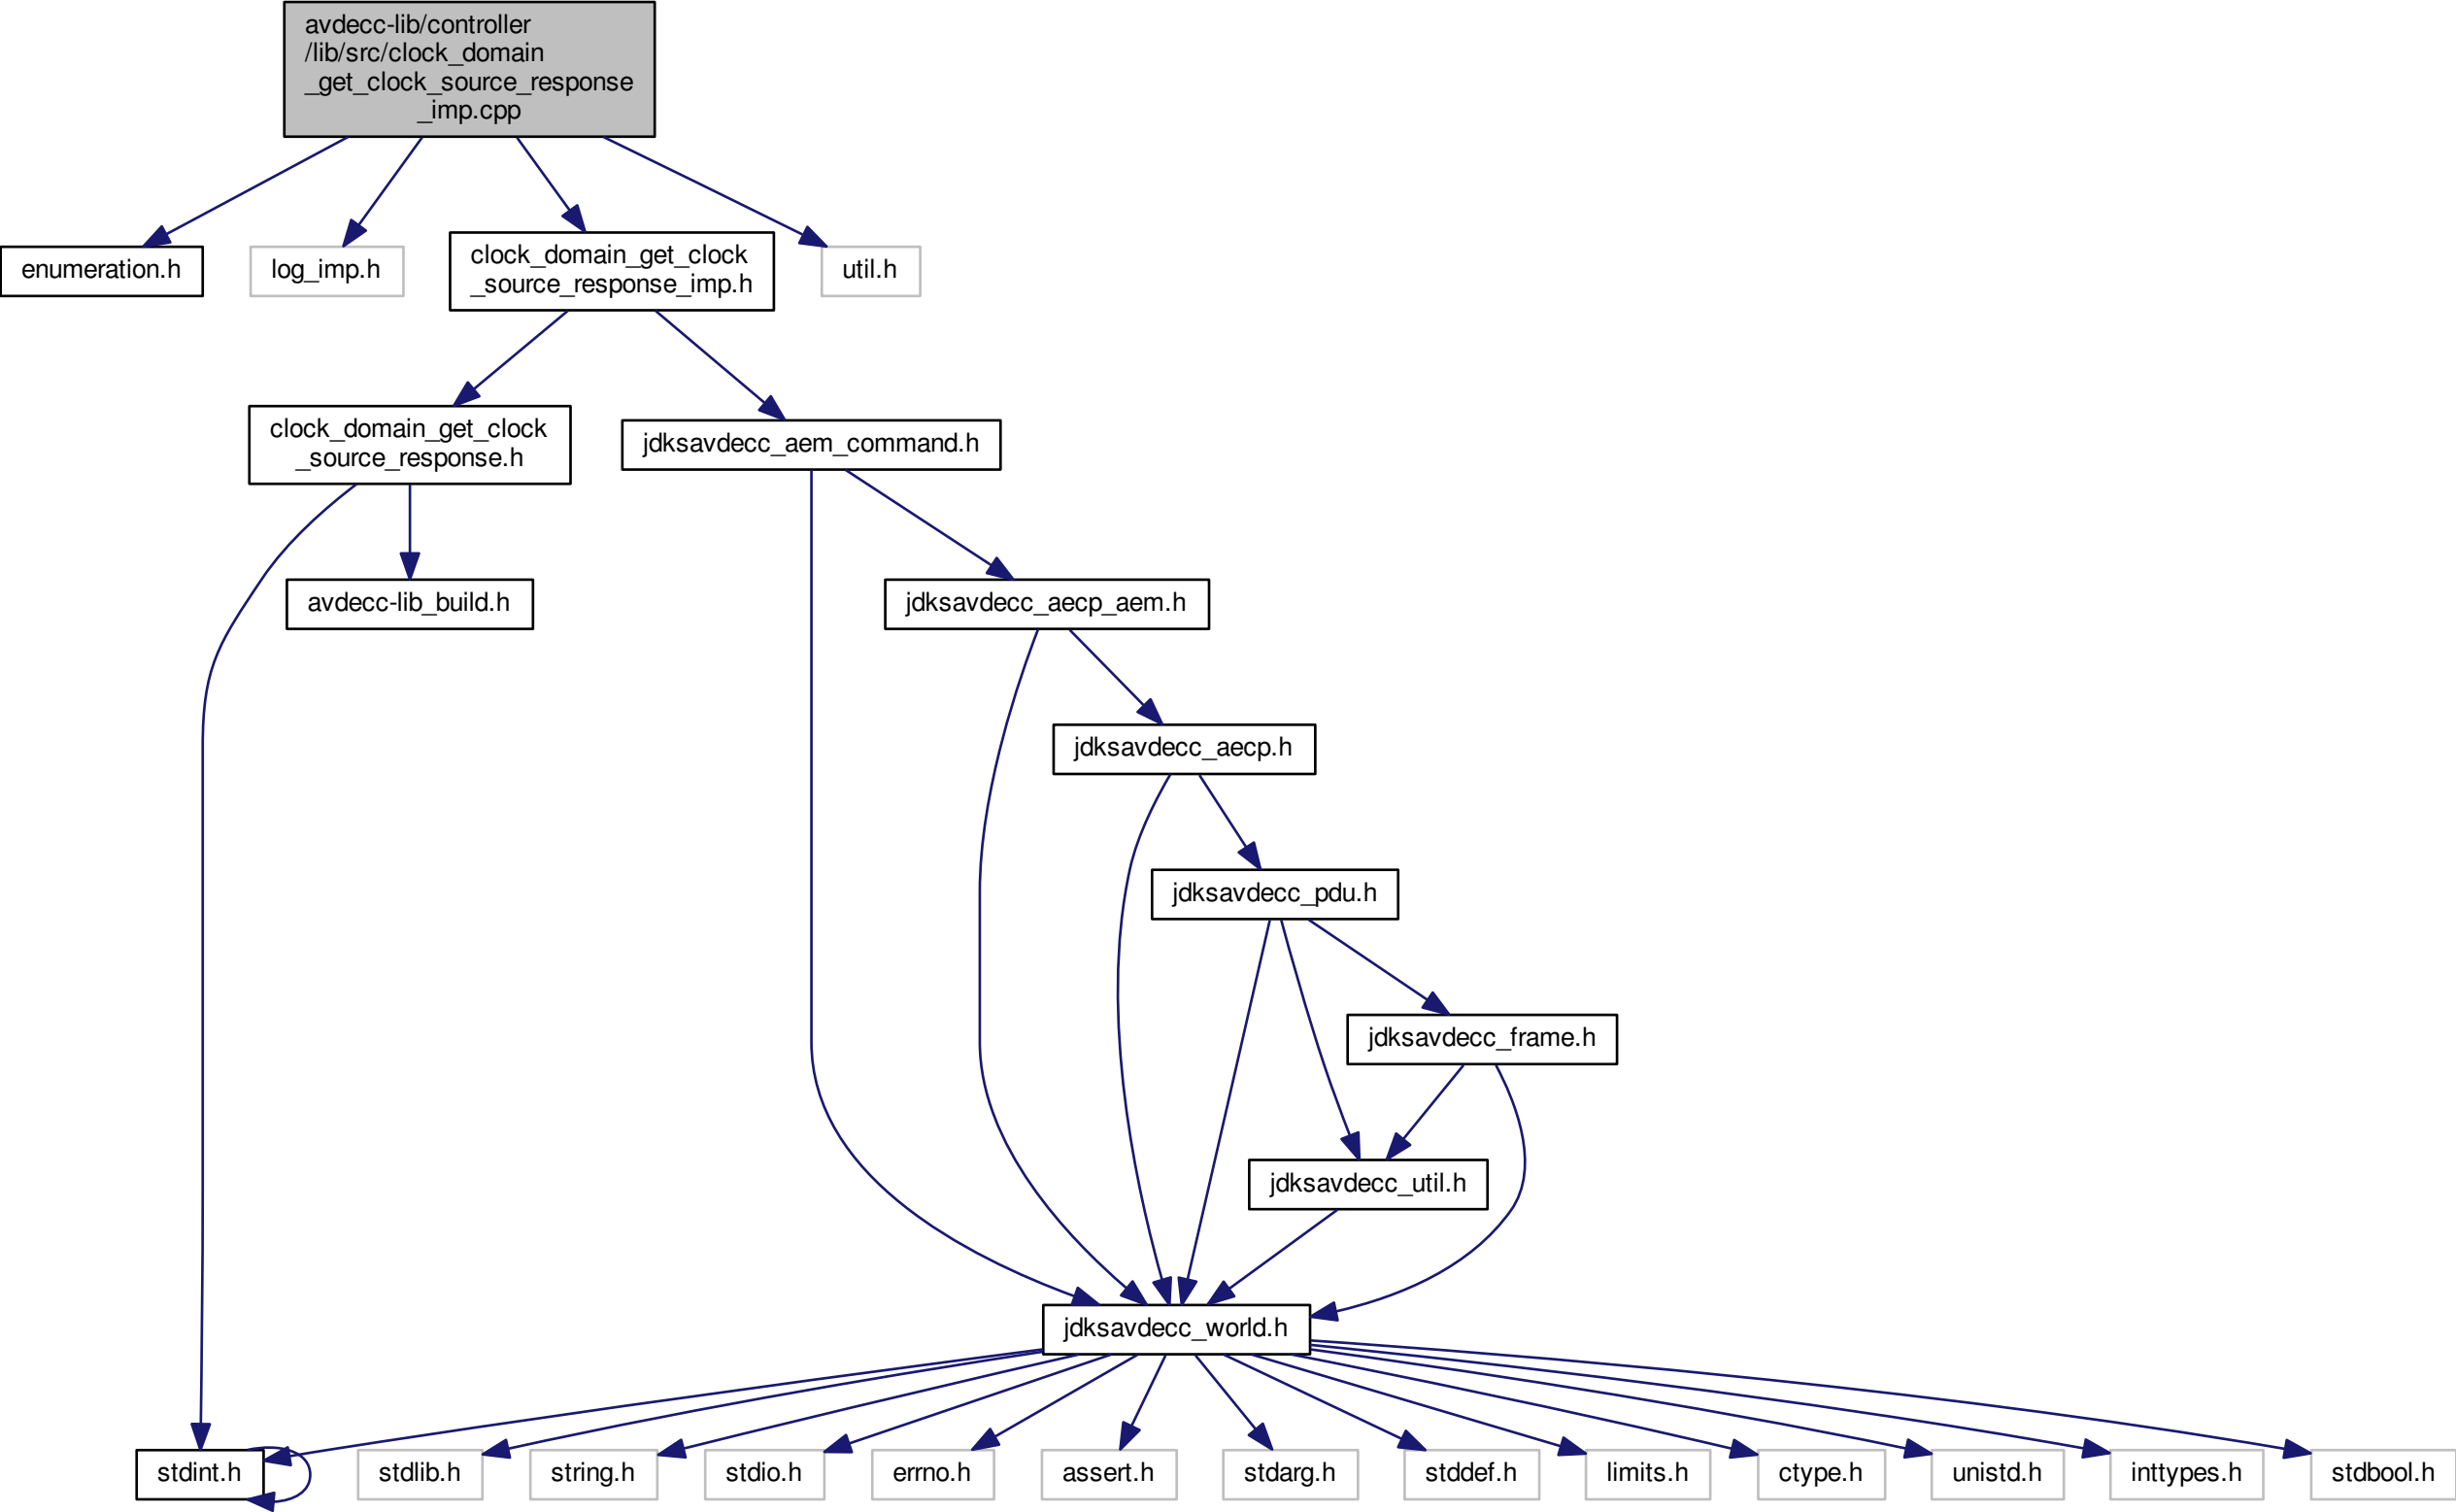 avdecc-lib/controller
/lib/src/clock_domain
_get_clock_source_response
_imp.cpp
enumeration.h
log_imp.h
clock_domain_get_clock
_source_response_imp.h
util.h
clock_domain_get_clock
_source_response.h
jdksavdecc_aem_command.h
avdecc-lib_build.h
jdksavdecc_aecp_aem.h
jdksavdecc_aecp.h
jdksavdecc_pdu.h
jdksavdecc_frame.h
jdksavdecc_util.h
jdksavdecc_world.h
stdint.h
stdlib.h
string.h
stdio.h
errno.h
assert.h
stdarg.h
stddef.h
limits.h
ctype.h
unistd.h
inttypes.h
stdbool.h